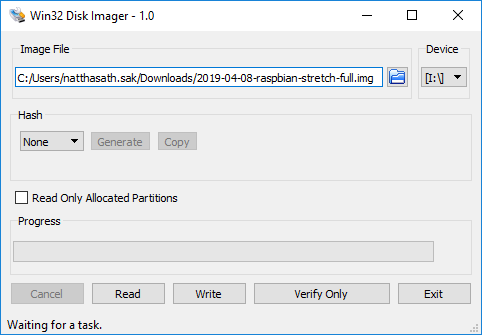 Win32 Disk Imager - 1.0
Image File
Device
C:/Users/natthasath.sak/Downloads/2019-04-08-raspbian-stretch-full.img
[I:\]
Hash
None Generate Copy
Read Only Allocated Partitions
Progress
Cancel Read Write Verify Only Exit
Waiting for a task.